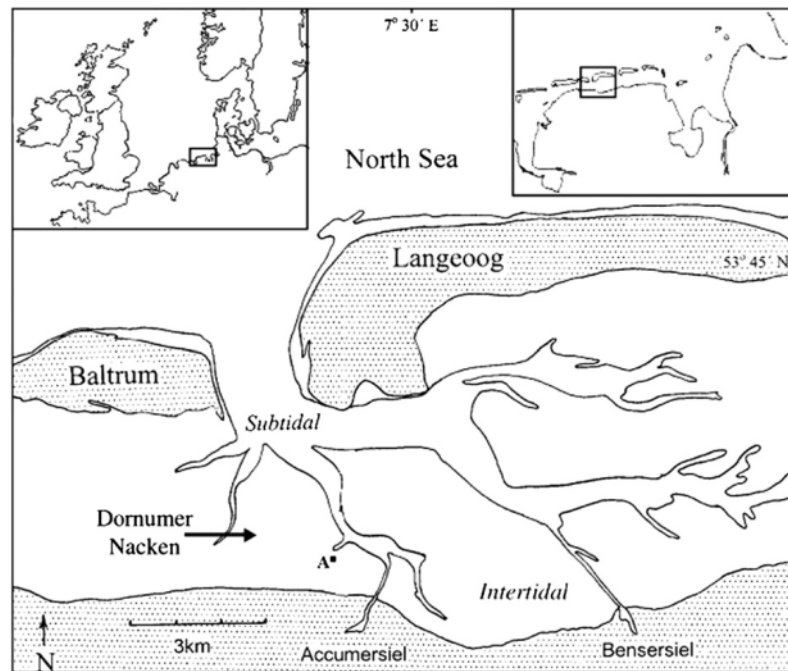 7° 30´ E
North Sea
Langeoog
53° 45´ N
Baltrum
Subtidal
Dornumer
Nacken
A
Intertidal
3km
N
Accumersiel
Bensersiel